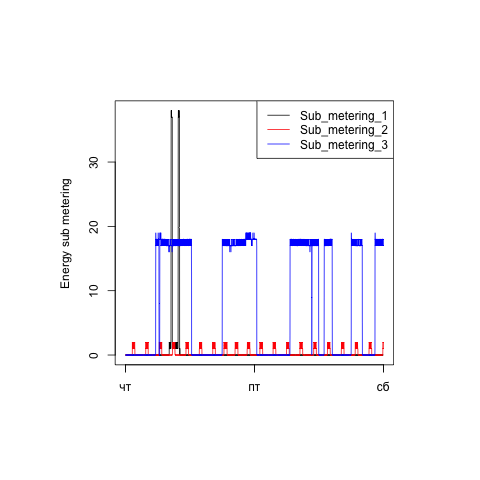 Sub_metering_1
Sub_metering_2
Sub_metering_3
Energy sub metering
30
20
10
0
чт пт сб